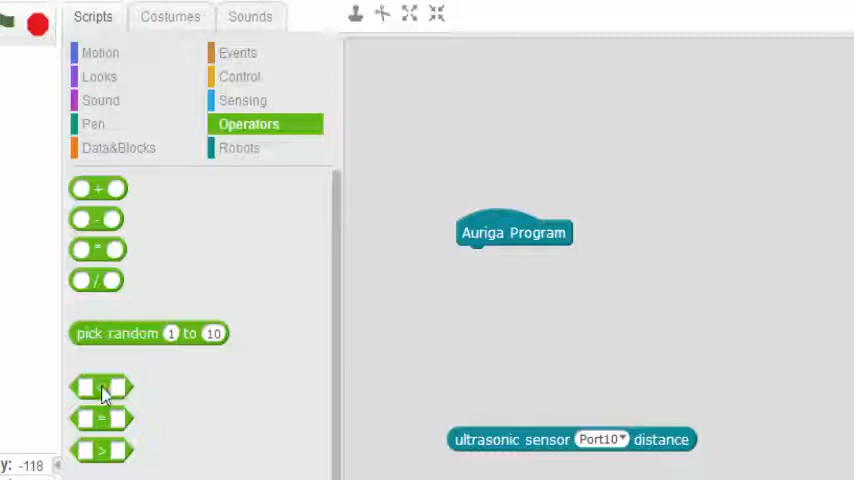 Scripts Costumes Sounds
Motion Events
Looks Control
Sound Sensing
Pen Operators
Data&Blocks Robots
+
-
*
/
pick random 1 to 10
=
>
Auriga Program
ultrasonic sensor Port10 distance
y: -118